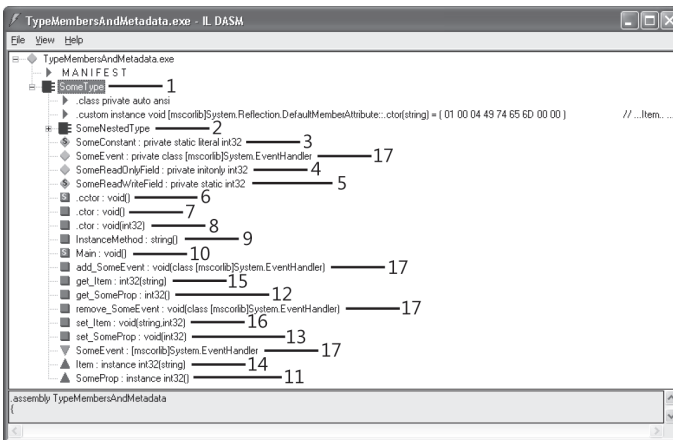 TypeMembersAndMetadata.exe - IL DASM
File View Help
TypeMembersAndMetadata.exe
MANIFEST
SomeType 1
.class private auto ansi
.custom instance void [mscorlib]System.Reflection.DefaultMemberAttribute::.ctor(string) = ( 01 00 04 49 74 65 6D 00 00 ) // ...Item.. ...
SomeNestedType 2
SomeConstant : private static literal int32 3
SomeEvent : private class [mscorlib]System.EventHandler 17
SomeReadOnlyField : private initonly int32 4
SomeReadWriteField : private static int32 5
.cctor : void() 6
.ctor : void() 7
.ctor : void(int32) 8
InstanceMethod : string() 9
Main : void() 10
add_SomeEvent : void(class [mscorlib]System.EventHandler) 17
get_Item : int32(string) 15
get_SomeProp : int32() 12
remove_SomeEvent : void(class [mscorlib]System.EventHandler) 17
set_Item : void(string,int32) 16
set_SomeProp : void(int32) 13
SomeEvent : [mscorlib]System.EventHandler 17
Item : instance int32(string) 14
SomeProp : instance int32() 11
.assembly TypeMembersAndMetadata
{